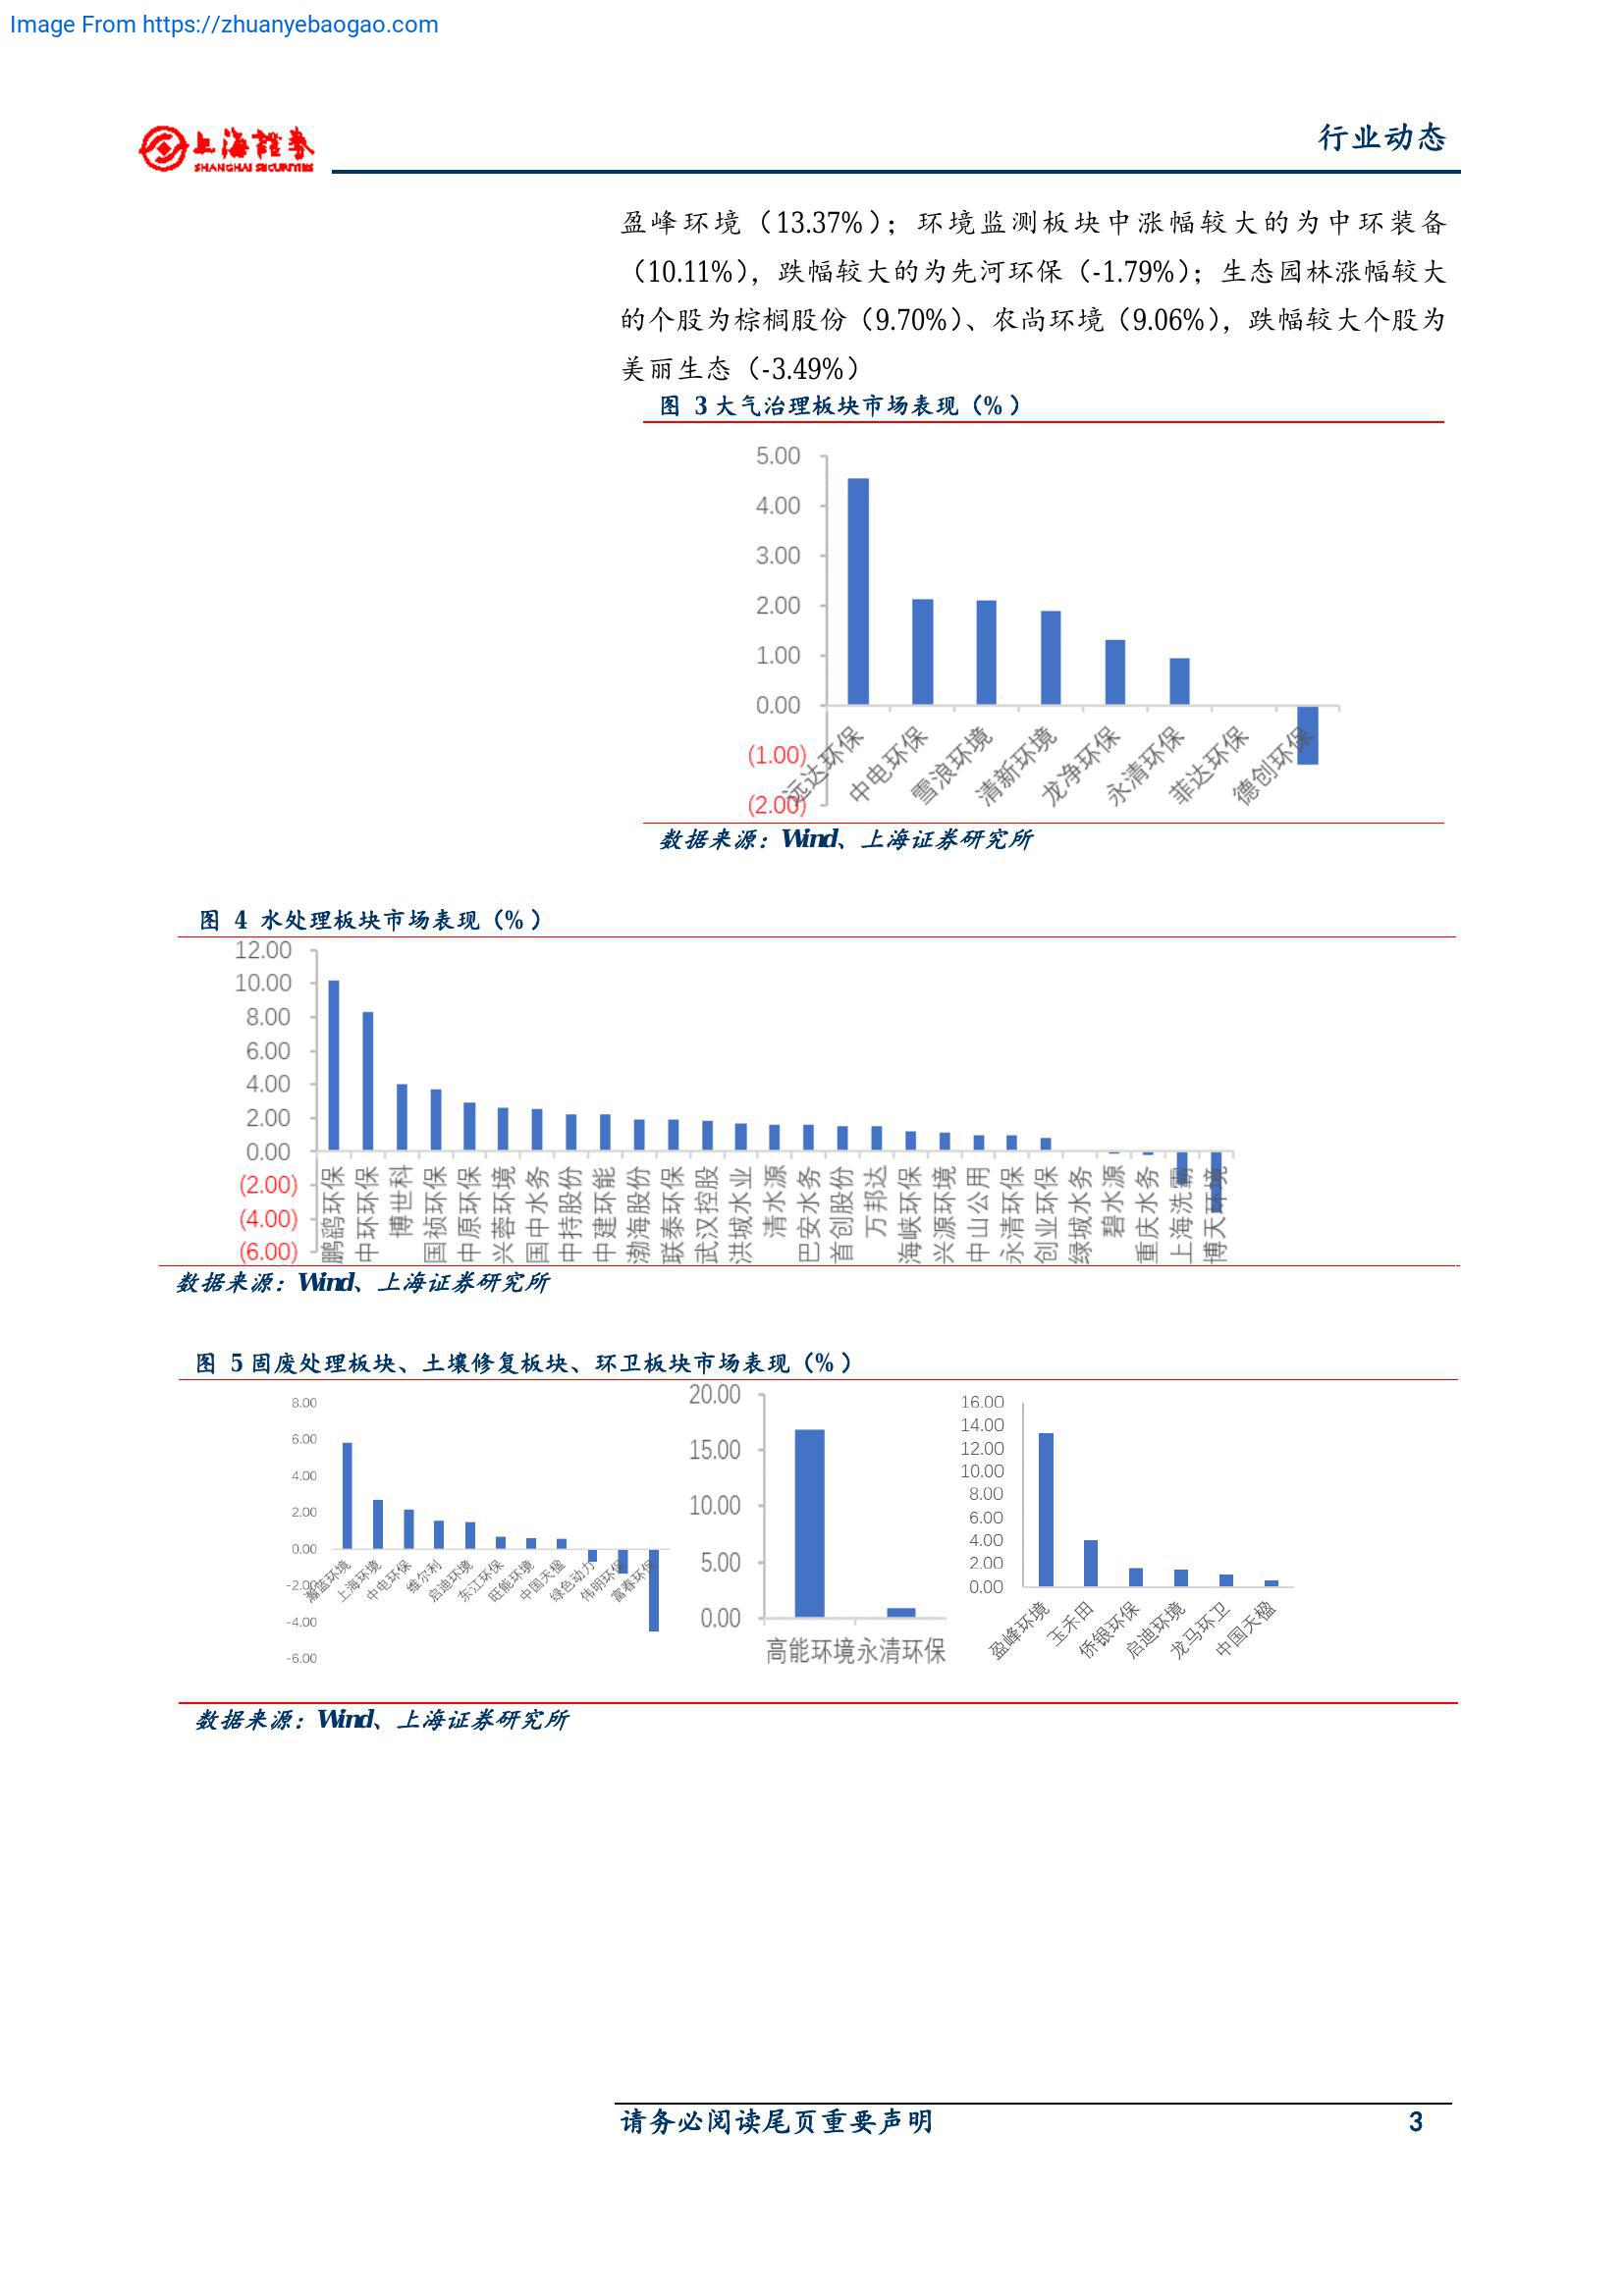 Image From https://zhuanyebaogao.com
上海證券
SHANGHAI SECURITIES
行业动态
盈峰环境（13.37%）；环境监测板块中涨幅较大的为中环装备
（10.11%），跌幅较大的为先河环保（-1.79%）；生态园林涨幅较大
的个股为棕榈股份（9.70%）、农尚环境（9.06%），跌幅较大个股为
美丽生态（-3.49%）
图 3 大气治理板块市场表现（%）
5.00
4.00
3.00
2.00
1.00
0.00
(1.00)
(2.00)
远达环保
中电环保
雪浪环境
清新环境
龙净环保
永清环保
菲达环保
德创环保
数据来源：Wind、上海证券研究所
图 4 水处理板块市场表现（%）
12.00
10.00
8.00
6.00
4.00
2.00
0.00
(2.00)
(4.00)
(6.00)
鹏鹞环保
中环环保
博世科
国祯环保
中原环保
兴蓉环境
国中水务
中持股份
中建环能
渤海股份
联泰环保
武汉控股
洪城水业
清水源
巴安水务
首创股份
万邦达
海峡环保
兴源环境
中山公用
永清环保
创业环保
绿城水务
碧水源
重庆水务
上海洗霸
博天环境
数据来源：Wind、上海证券研究所
图 5 固废处理板块、土壤修复板块、环卫板块市场表现（%）
8.00
6.00
4.00
2.00
0.00
-2.00
-4.00
-6.00
瀚蓝环境
上海环境
中电环保
维尔利
启迪环境
东江环保
旺能环境
中国天楹
绿色动力
伟明环保
富春环保
20.00
15.00
10.00
5.00
0.00
高能环境
永清环保
16.00
14.00
12.00
10.00
8.00
6.00
4.00
2.00
0.00
盈峰环境
玉禾田
侨银环保
启迪环境
龙马环卫
中国天楹
数据来源：Wind、上海证券研究所
请务必阅读尾页重要声明
3